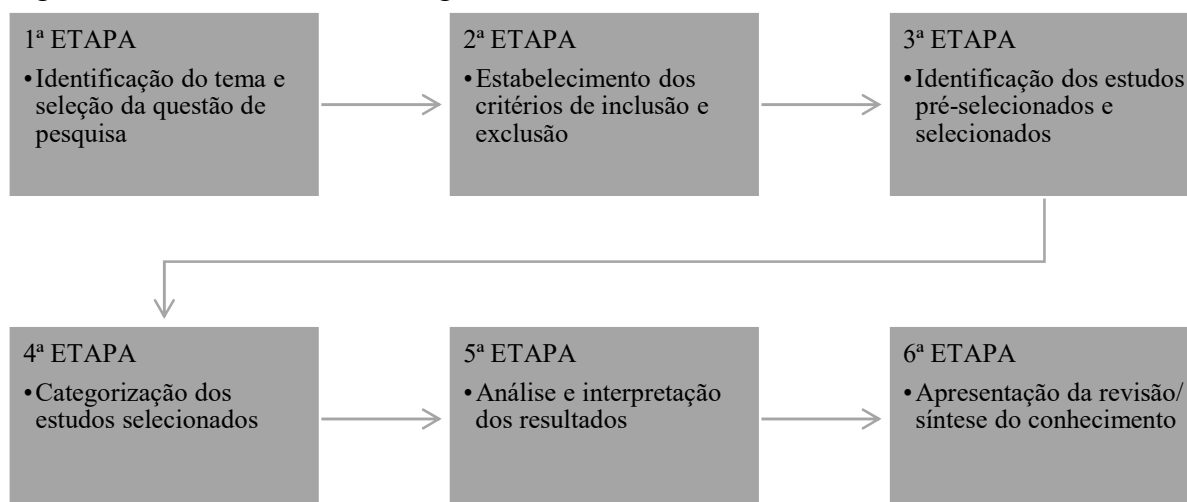 1ª ETAPA
•Identificação do tema e
seleção da questão de
pesquisa
2ª ETAPA
•Estabelecimento dos
critérios de inclusão e
exclusão
3ª ETAPA
•Identificação dos estudos
pré-selecionados e
selecionados
4ª ETAPA
•Categorização dos
estudos selecionados
5ª ETAPA
•Análise e interpretação
dos resultados
6ª ETAPA
•Apresentação da revisão/
síntese do conhecimento